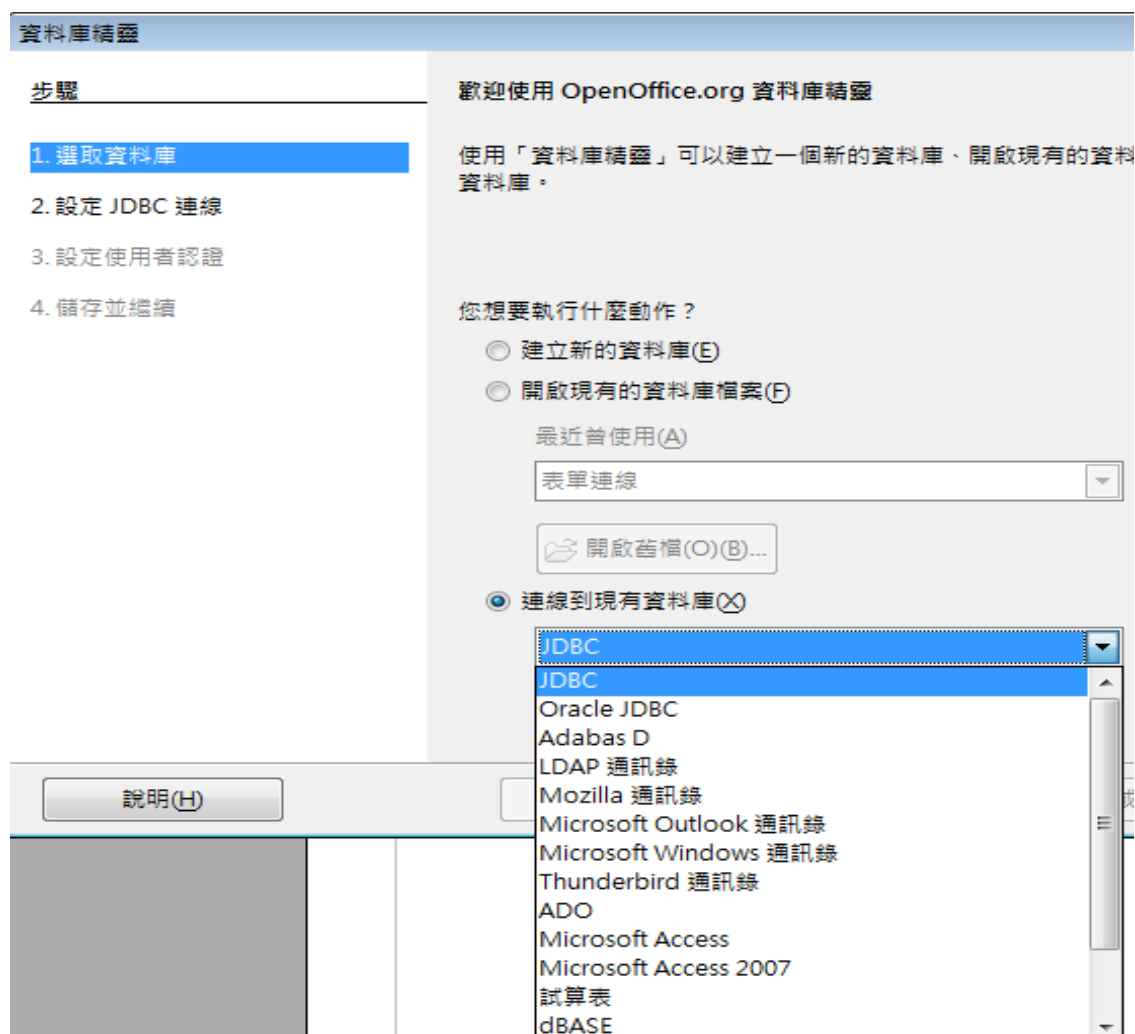 資料庫精靈
步驟
1. 選取資料庫
2. 設定 JDBC 連線
3. 設定使用者認證
4. 儲存並繼續
歡迎使用 OpenOffice.org 資料庫精靈
使用「資料庫精靈」可以建立一個新的資料庫、開啟現有的資料
資料庫。
您想要執行什麼動作？
建立新的資料庫(E)
開啟現有的資料庫檔案(F)
最近曾使用(A)
表單連線
開啟舊檔(O)(B)...
連線到現有資料庫(X)
JDBC
JDBC
Oracle JDBC
Adabas D
LDAP 通訊錄
Mozilla 通訊錄
Microsoft Outlook 通訊錄
Microsoft Windows 通訊錄
Thunderbird 通訊錄
ADO
Microsoft Access
Microsoft Access 2007
試算表
dBASE
說明(H)